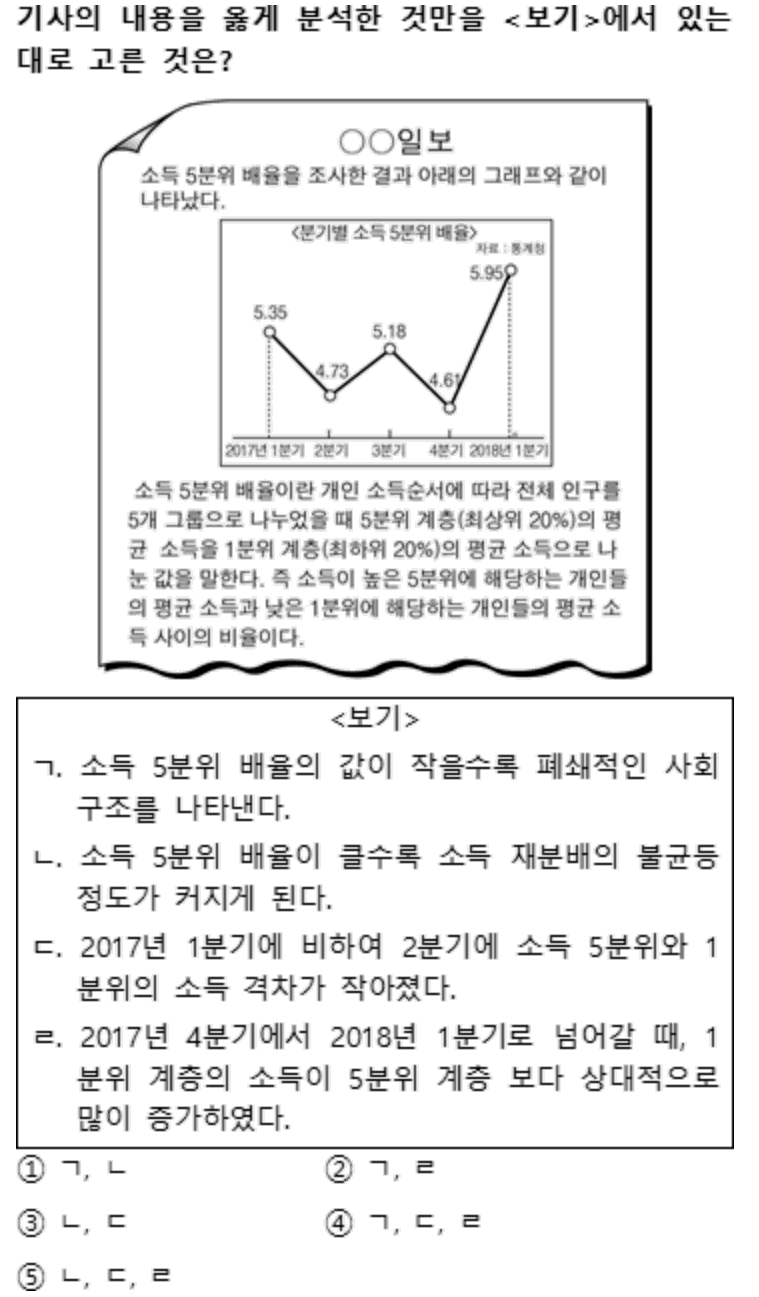 기사의 내용을 옳게 분석한 것만을 <보기>에서 있는
대로 고른 것은?
○○일보
소득 5분위 배율을 조사한 결과 아래의 그래프와 같이
나타났다.
<분기별 소득 5분위 배율>
자료 : 통계청
5.95
5.35
5.18
4.73
4.61
2017년 1분기 2분기 3분기 4분기 2018년 1분기
소득 5분위 배율이란 개인 소득순서에 따라 전체 인구를
5개 그룹으로 나누었을 때 5분위 계층(최상위 20%)의 평
균 소득을 1분위 계층(최하위 20%)의 평균 소득으로 나
눈 값을 말한다. 즉 소득이 높은 5분위에 해당하는 개인들
의 평균 소득과 낮은 1분위에 해당하는 개인들의 평균 소
득 사이의 비율이다.
<보기>
ㄱ. 소득 5분위 배율의 값이 작을수록 폐쇄적인 사회
구조를 나타낸다.
ㄴ. 소득 5분위 배율이 클수록 소득 재분배의 불균등
정도가 커지게 된다.
ㄷ. 2017년 1분기에 비하여 2분기에 소득 5분위와 1
분위의 소득 격차가 작아졌다.
ㄹ. 2017년 4분기에서 2018년 1분기로 넘어갈 때, 1
분위 계층의 소득이 5분위 계층 보다 상대적으로
많이 증가하였다.
① ㄱ, ㄴ ② ㄱ, ㄹ
③ ㄴ, ㄷ ④ ㄱ, ㄷ, ㄹ
⑤ ㄴ, ㄷ, ㄹ